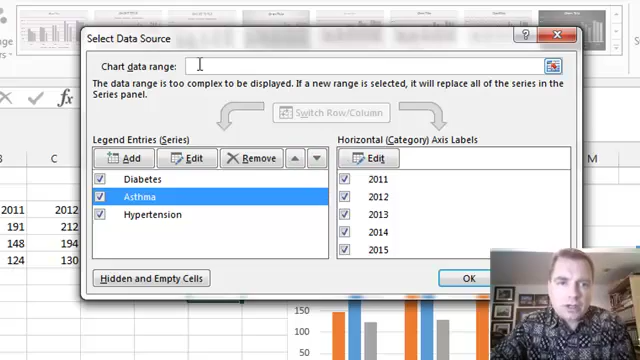 Select Data Source
?
Chart data range:
The data range is too complex to be displayed. If a new range is selected, it will replace all of the series in the
Series panel.
Switch Row/Column
Legend Entries (Series)
Horizontal (Category) Axis Labels
Add Edit Remove
Edit
Diabetes
2011
Asthma
2012
Hypertension
2013
2014
2015
Hidden and Empty Cells
OK
fx
C
M
2011 2012
191 212
148 194
124 130
150
100